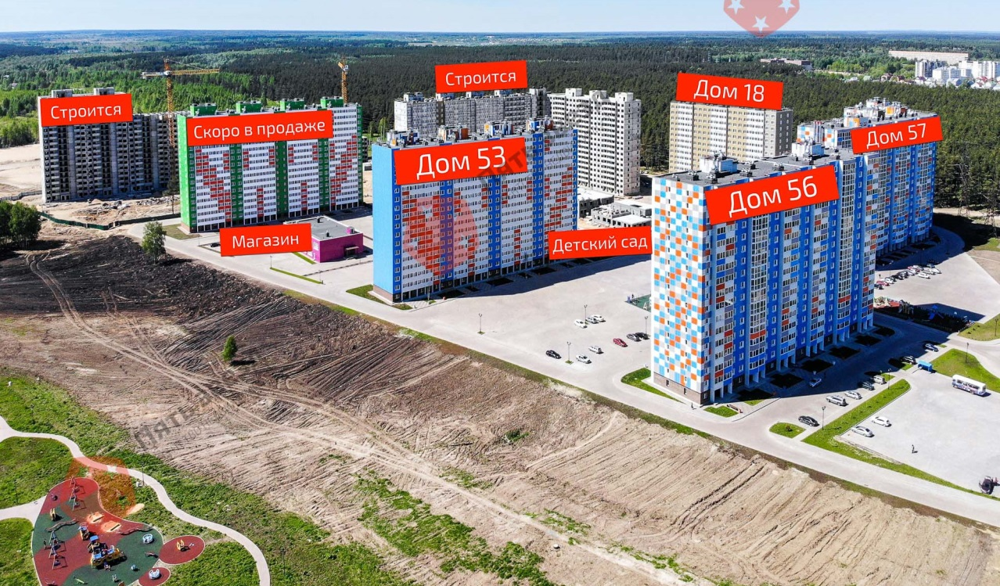 Строится
Скоро в продаже
Строится
Дом 18
Дом 53
Дом 57
Дом 56
Магазин
Детский сад